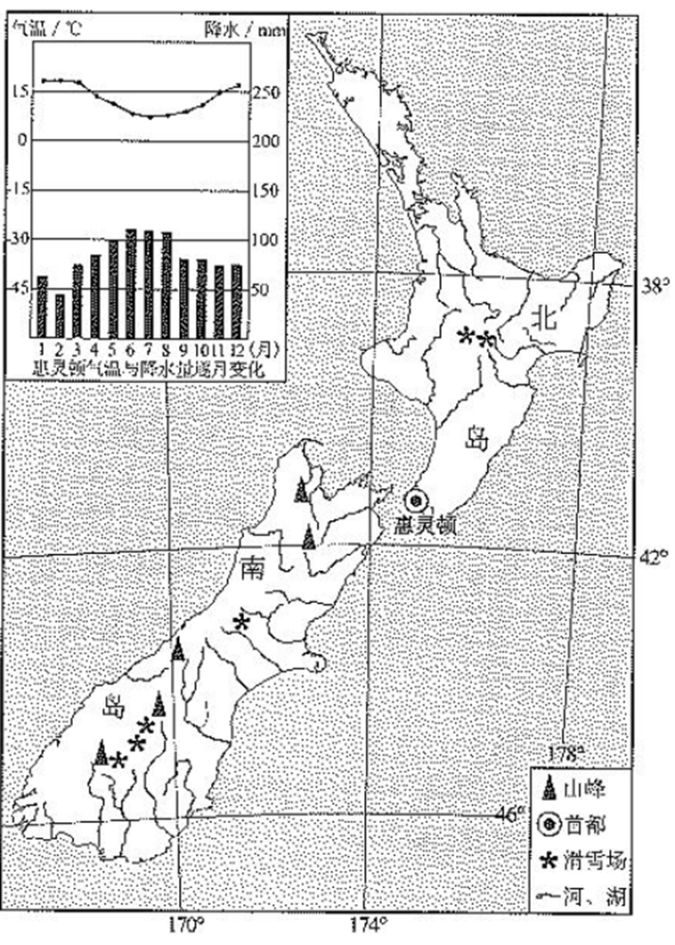 气温/℃ 降水/mm
15 250
0 200
15 150
30 100
45 50
1 2 3 4 5 6 7 8 9 10 11 12(月)
惠灵顿气温与降水量逐月变化
38°
北
岛
惠灵顿
42°
南
岛
178°
46°
▲山峰
◎首都
*滑雪场
河、湖
170° 174°